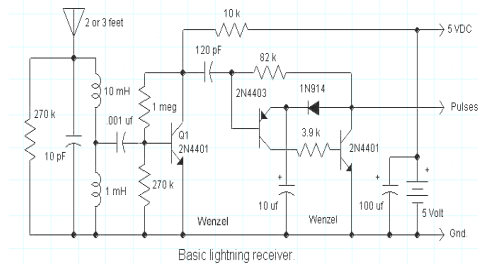 2 or 3 feet
10 k
5 VDC
120 pF
82 k
10 mH
2N4403
1N914
1 meg
Pulses
270 k
.001 uf
Q1
3.9 k
2N4401
2N4401
10 pF
+
+
+
1 mH
270 k
10 uf
100 uf
5 Volt
Wenzel
Wenzel
Gnd.
Basic lightning receiver.